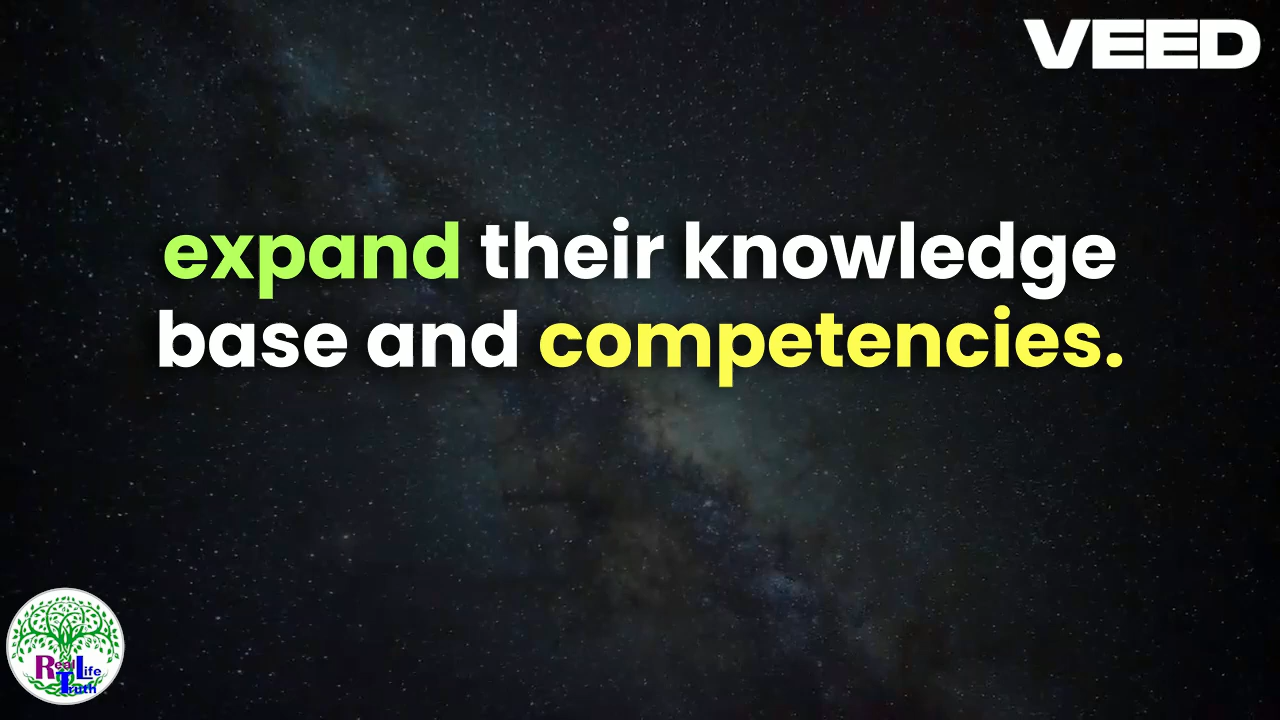 VEED
expand their knowledge
base and competencies.
Real Life
Truth